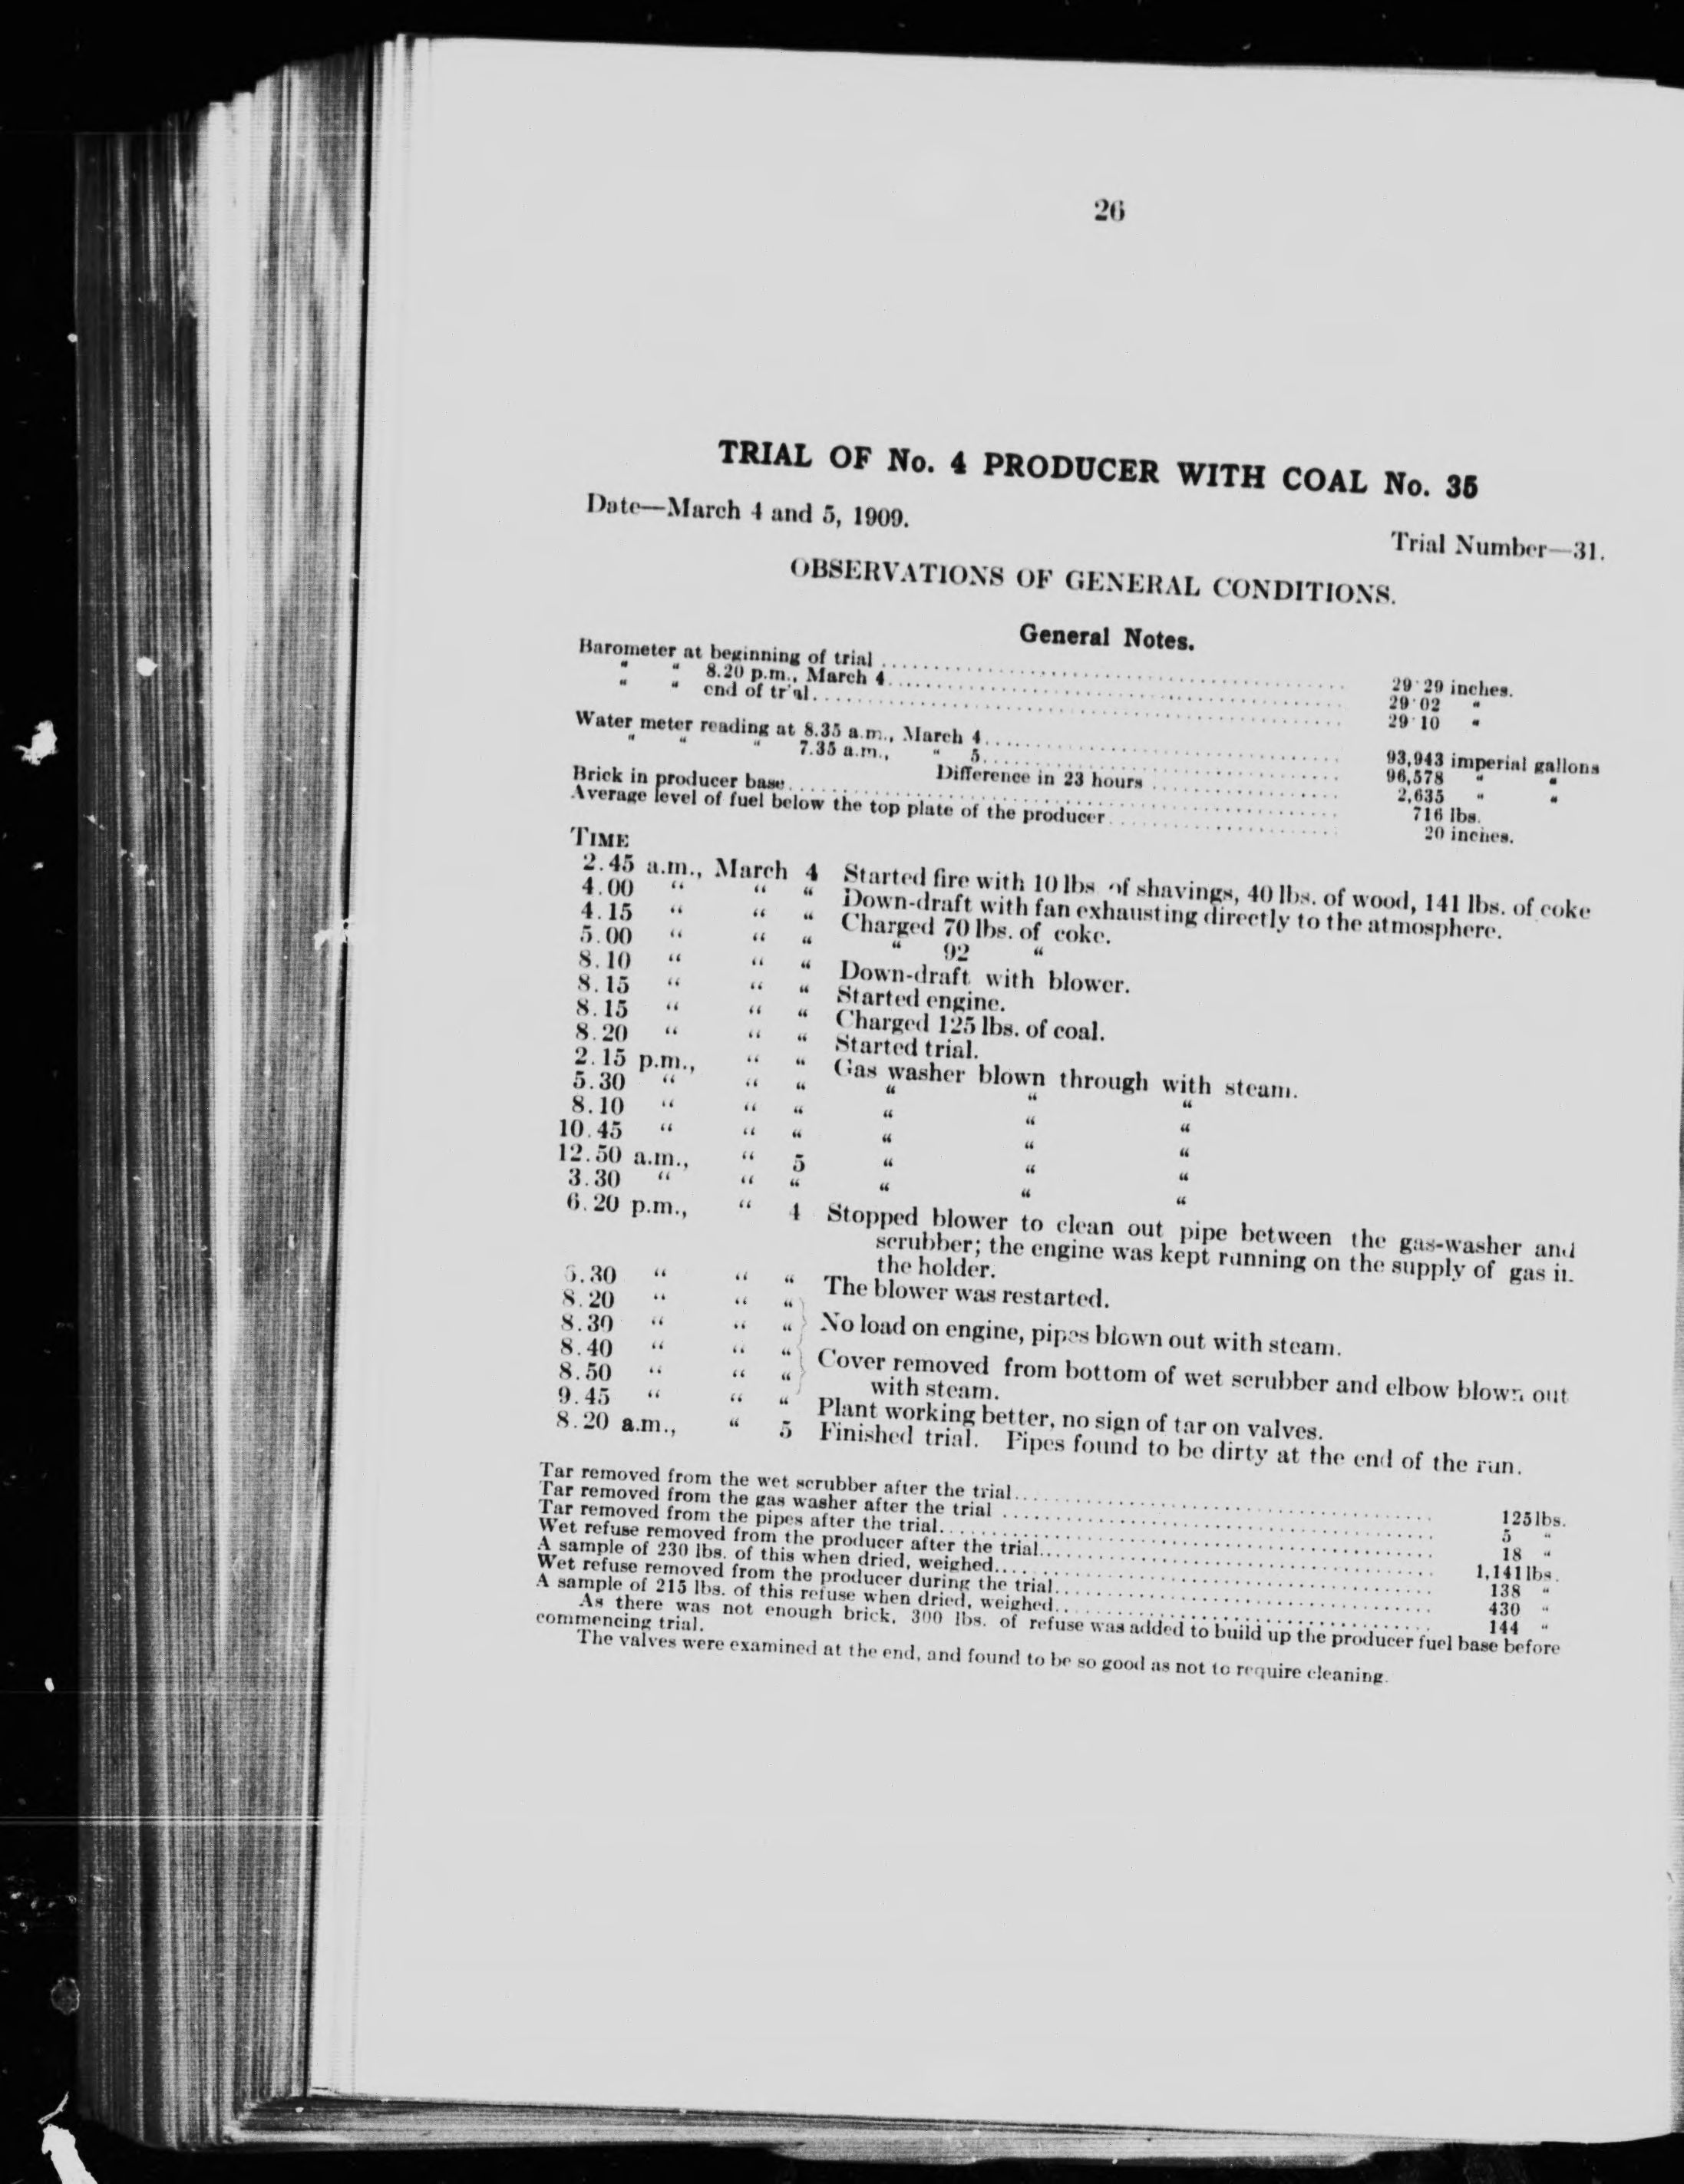 26
TRIAL OF No. 4 PRODUCER WITH COAL No. 35
Date—March 4 and 5, 1909.
Trial Number—31.
OBSERVATIONS OF GENERAL CONDITIONS.
General Notes.
Barometer at beginning of trial .......... 29·29 inches.
" " 8.20 p.m., March 4.......... 29·02 "
" " end of tr al.......... 29·10 "
Water meter reading at 8.35 a.m., March 4.......... 93,943 imperial gallons
" " " 7.35 a.m., " 5.......... 96,578 " "
Difference in 23 hours .......... 2,635 " "
Brick in producer base.......... 716 lbs.
Average level of fuel below the top plate of the producer.......... 20 inches.
TIME
2.45 a.m., March 4 Started fire with 10 lbs of shavings, 40 lbs. of wood, 141 lbs. of coke
4.00 " " " Down-draft with fan exhausting directly to the atmosphere.
4.15 " " " Charged 70 lbs. of coke.
5.00 " " " " 92 "
8.10 " " " Down-draft with blower.
8.15 " " " Started engine.
8.15 " " " Charged 125 lbs. of coal.
8.20 " " " Started trial.
2.15 p.m., " " Gas washer blown through with steam.
5.30 " " " " " "
8.10 " " " " " "
10.45 " " " " " "
12.50 a.m., " 5 " " "
3.30 " " " " " "
6.20 p.m., " 4 Stopped blower to clean out pipe between the gas-washer and
scrubber; the engine was kept running on the supply of gas in
the holder.
.30 " " " The blower was restarted.
8.20 " " "
8.30 " " " } No load on engine, pipes blown out with steam.
8.40 " " "
8.50 " " " } Cover removed from bottom of wet scrubber and elbow blown out
with steam.
9.45 " " " Plant working better, no sign of tar on valves.
8.20 a.m., " 5 Finished trial. Pipes found to be dirty at the end of the run.
Tar removed from the wet scrubber after the trial.......... 125 lbs.
Tar removed from the gas washer after the trial .......... 5 "
Tar removed from the pipes after the trial.......... 18 "
Wet refuse removed from the producer after the trial.......... 1,141 lbs.
A sample of 230 lbs. of this when dried, weighed.......... 138 "
Wet refuse removed from the producer during the trial.......... 430 "
A sample of 215 lbs. of this refuse when dried, weighed.......... 144 "
As there was not enough brick, 300 lbs. of refuse was added to build up the producer fuel base before
commencing trial.
The valves were examined at the end, and found to be so good as not to require cleaning.